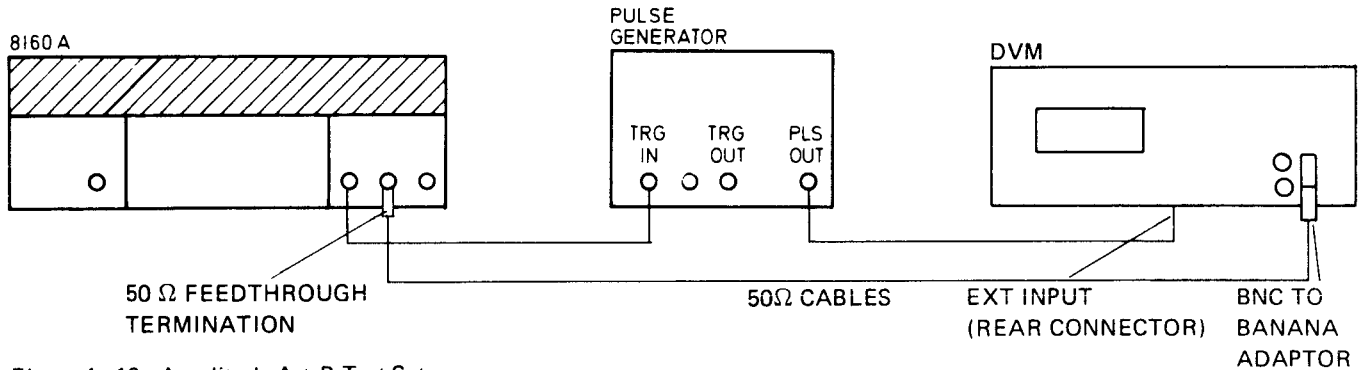 8160 A
PULSE
GENERATOR
DVM
TRG
IN
TRG
OUT
PLS
OUT
50 Ω FEEDTHROUGH
TERMINATION
50Ω CABLES
EXT INPUT
(REAR CONNECTOR)
BNC TO
BANANA
ADAPTOR